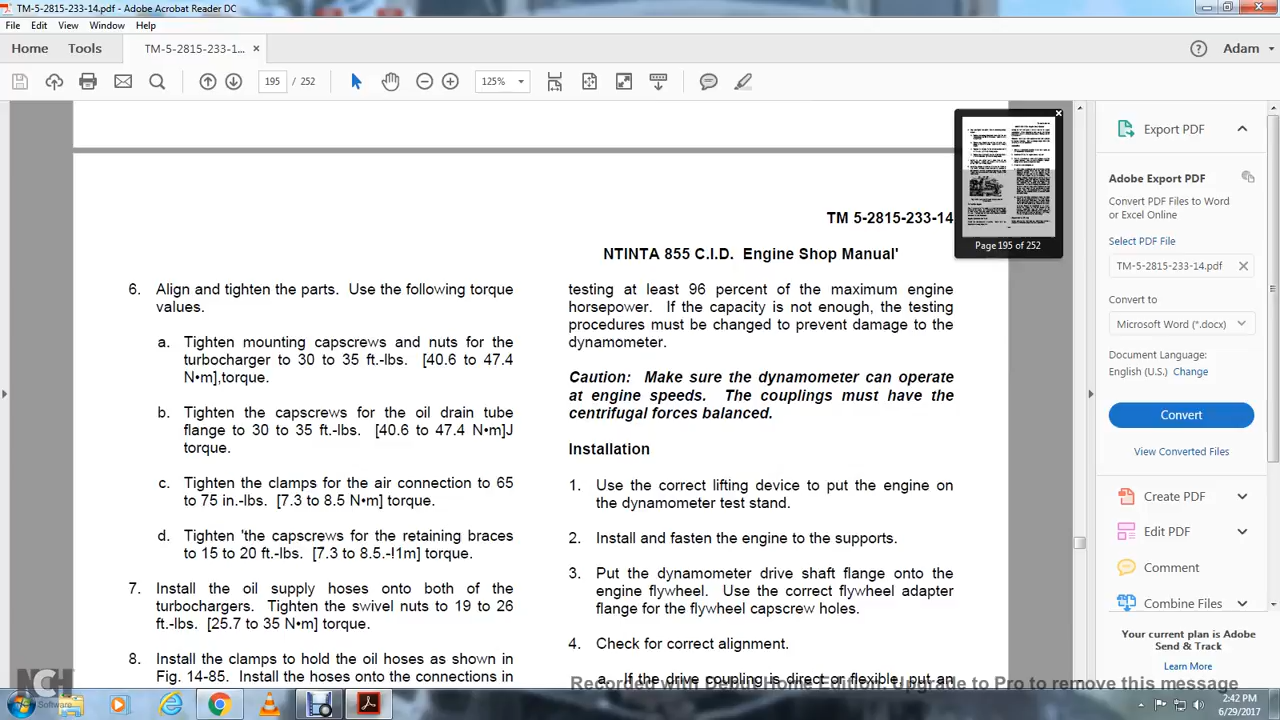 TM-5-2815-233-14.pdf - Adobe Acrobat Reader DC
File Edit View Window Help
Home Tools TM-5-2815-233-1... × Adam
195 / 252 125%
TM 5-2815-233-14
NTINTA 855 C.I.D. Engine Shop Manual'
6. Align and tighten the parts. Use the following torque
values.
a. Tighten mounting capscrews and nuts for the
turbocharger to 30 to 35 ft.-lbs. [40.6 to 47.4
N•m],torque.
b. Tighten the capscrews for the oil drain tube
flange to 30 to 35 ft.-lbs. [40.6 to 47.4 N•m]J
torque.
c. Tighten the clamps for the air connection to 65
to 75 in.-lbs. [7.3 to 8.5 N•m] torque.
d. Tighten 'the capscrews for the retaining braces
to 15 to 20 ft.-lbs. [7.3 to 8.5.-!1m] torque.
7. Install the oil supply hoses onto both of the
turbochargers. Tighten the swivel nuts to 19 to 26
ft.-lbs. [25.7 to 35 N•m] torque.
8. Install the clamps to hold the oil hoses as shown in
Fig. 14-85. Install the hoses onto the connections in
testing at least 96 percent of the maximum engine
horsepower. If the capacity is not enough, the testing
procedures must be changed to prevent damage to the
dynamometer.
Caution: Make sure the dynamometer can operate
at engine speeds. The couplings must have the
centrifugal forces balanced.
Installation
1. Use the correct lifting device to put the engine on
the dynamometer test stand.
2. Install and fasten the engine to the supports.
3. Put the dynamometer drive shaft flange onto the
engine flywheel. Use the correct flywheel adapter
flange for the flywheel capscrew holes.
4. Check for correct alignment.
a. If the drive coupling is direct or flexible, put an
Page 195 of 252
Export PDF
Adobe Export PDF
Convert PDF Files to Word
or Excel Online
Select PDF File
TM-5-2815-233-14.pdf
Convert to
Microsoft Word (*.docx)
Document Language:
English (U.S.) Change
Convert
View Converted Files
Create PDF
Edit PDF
Comment
Combine Files
Your current plan is Adobe
Send & Track
Learn More
NCH
Software
Home Edition. Upgrade to Pro to remove this message
2:42 PM
6/29/2017